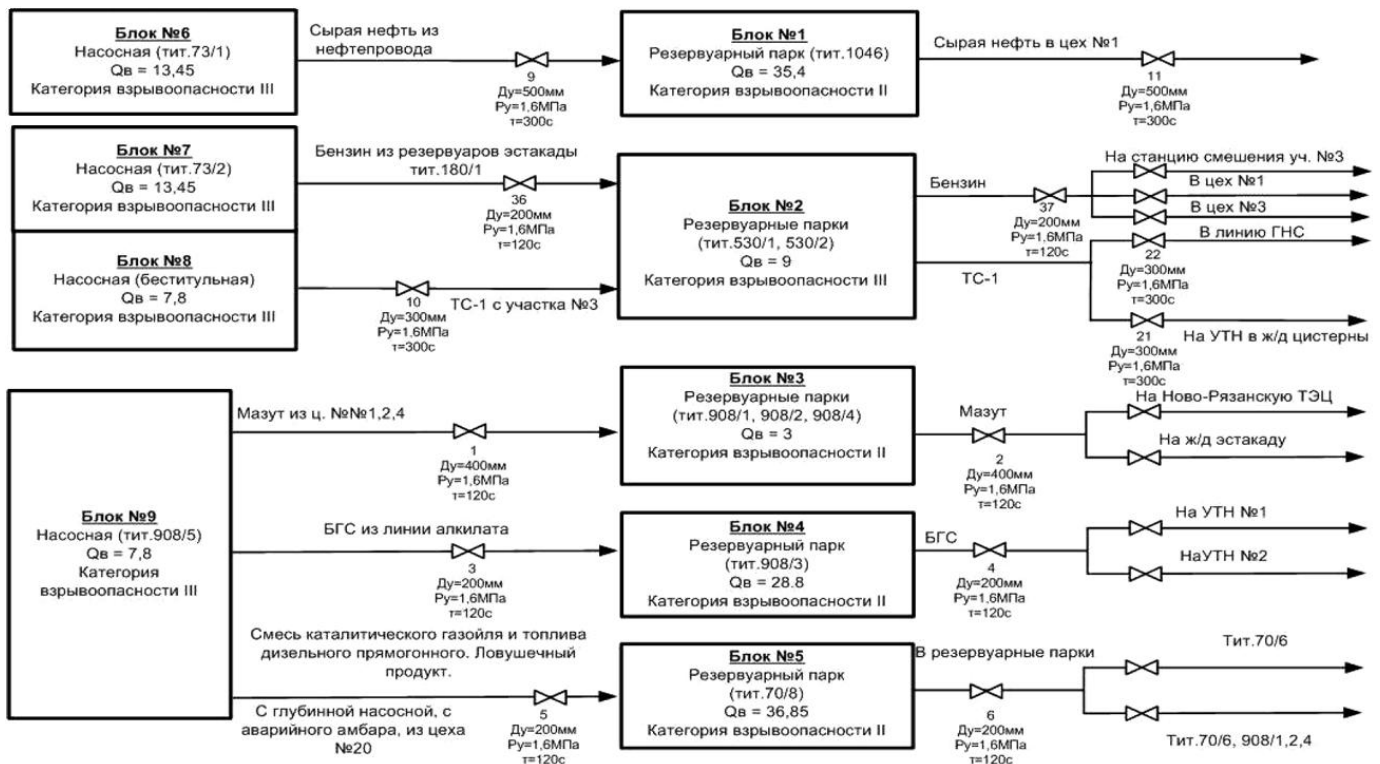 Блок №6
Насосная (тит.73/1)
Qв = 13,45
Категория взрывоопасности III
Сырая нефть из
нефтепровода
9
Ду=500мм
Ру=1,6МПа
τ=300с
Блок №1
Резервуарный парк (тит.1046)
Qв = 35,4
Категория взрывоопасности II
Сырая нефть в цех №1
11
Ду=500мм
Ру=1,6МПа
τ=300с
Блок №7
Насосная (тит.73/2)
Qв = 13,45
Категория взрывоопасности III
Бензин из резервуаров эстакады
тит.180/1
36
Ду=200мм
Ру=1,6МПа
τ=120с
Блок №8
Насосная (беститульная)
Qв = 7,8
Категория взрывоопасности III
10
Ду=300мм
Ру=1,6МПа
τ=300с
ТС-1 с участка №3
Блок №2
Резервуарные парки
(тит.530/1, 530/2)
Qв = 9
Категория взрывоопасности III
Бензин
37
Ду=200мм
Ру=1,6МПа
τ=120с
На станцию смешения уч. №3
В цех №1
В цех №3
В линию ГНС
22
Ду=300мм
Ру=1,6МПа
τ=300с
ТС-1
21
Ду=300мм
Ру=1,6МПа
τ=300с
На УТН в ж/д цистерны
Блок №9
Насосная (тит.908/5)
Qв = 7,8
Категория
взрывоопасности III
Мазут из ц. №№1,2,4
1
Ду=400мм
Ру=1,6МПа
τ=120с
Блок №3
Резервуарные парки
(тит.908/1, 908/2, 908/4)
Qв = 3
Категория взрывоопасности II
Мазут
2
Ду=400мм
Ру=1,6МПа
τ=120с
На Ново-Рязанскую ТЭЦ
На ж/д эстакаду
БГС из линии алкилата
3
Ду=200мм
Ру=1,6МПа
τ=120с
Блок №4
Резервуарный парк
(тит.908/3)
Qв = 28.8
Категория взрывоопасности II
БГС
4
Ду=200мм
Ру=1,6МПа
τ=120с
На УТН №1
НаУТН №2
Смесь каталитического газойля и топлива
дизельного прямогонного. Ловушечный
продукт.
С глубинной насосной, с
аварийного амбара, из цеха
№20
5
Ду=200мм
Ру=1,6МПа
τ=120с
Блок №5
Резервуарный парк
(тит.70/8)
Qв = 36,85
Категория взрывоопасности II
В резервуарные парки
6
Ду=200мм
Ру=1,6МПа
τ=120с
Тит.70/6
Тит.70/6, 908/1,2,4